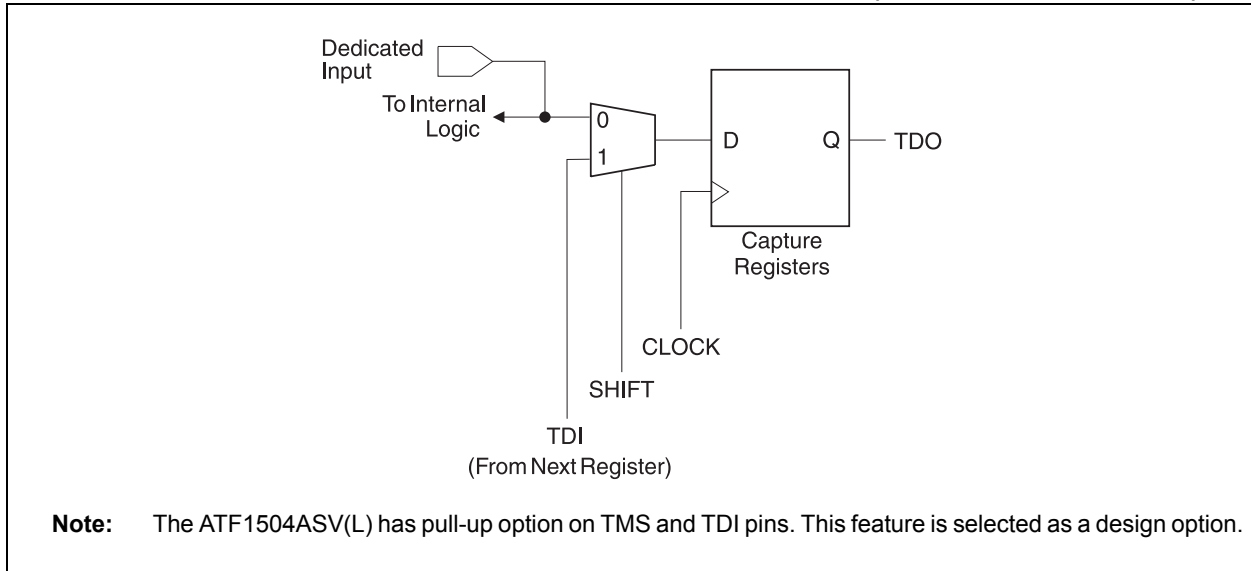 Dedicated
Input
To Internal
Logic
0
1
D
Q
TDO
Capture
Registers
CLOCK
SHIFT
TDI
(From Next Register)
Note: The ATF1504ASV(L) has pull-up option on TMS and TDI pins. This feature is selected as a design option.